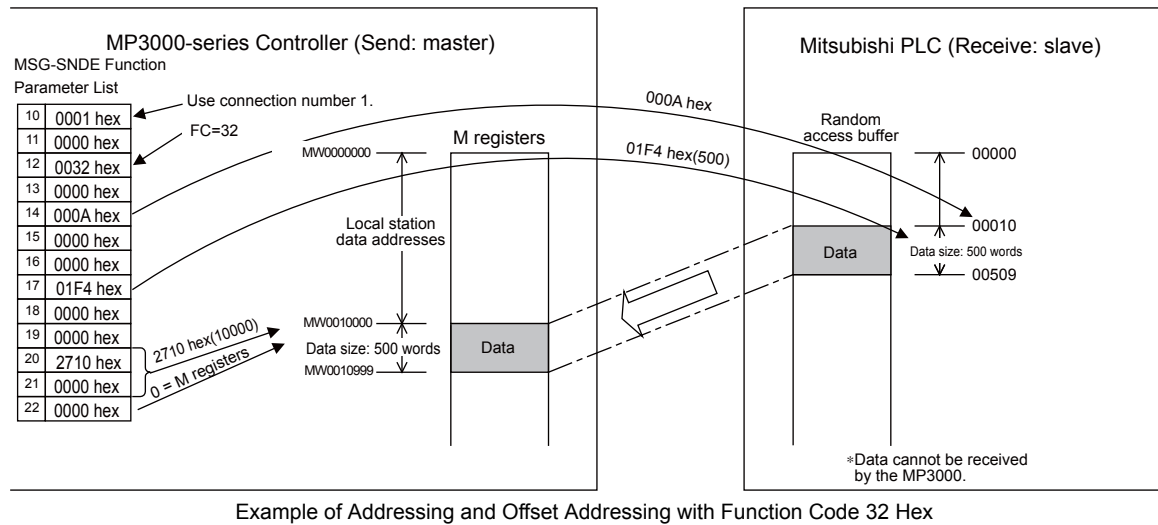 MP3000-series Controller (Send: master)
MSG-SNDE Function
Parameter List
10 0001 hex
11 0000 hex
12 0032 hex
13 0000 hex
14 000A hex
15 0000 hex
16 0000 hex
17 01F4 hex
18 0000 hex
19 0000 hex
20 2710 hex
21 0000 hex
22 0000 hex
Use connection number 1.
FC=32
2710 hex(10000)
0 = M registers
M registers
MW0000000
Local station
data addresses
MW0010000
Data size: 500 words
MW0010999
Data
000A hex
01F4 hex(500)
Mitsubishi PLC (Receive: slave)
Random
access buffer
00000
00010
Data size: 500 words
00509
Data
*Data cannot be received
by the MP3000.
Example of Addressing and Offset Addressing with Function Code 32 Hex